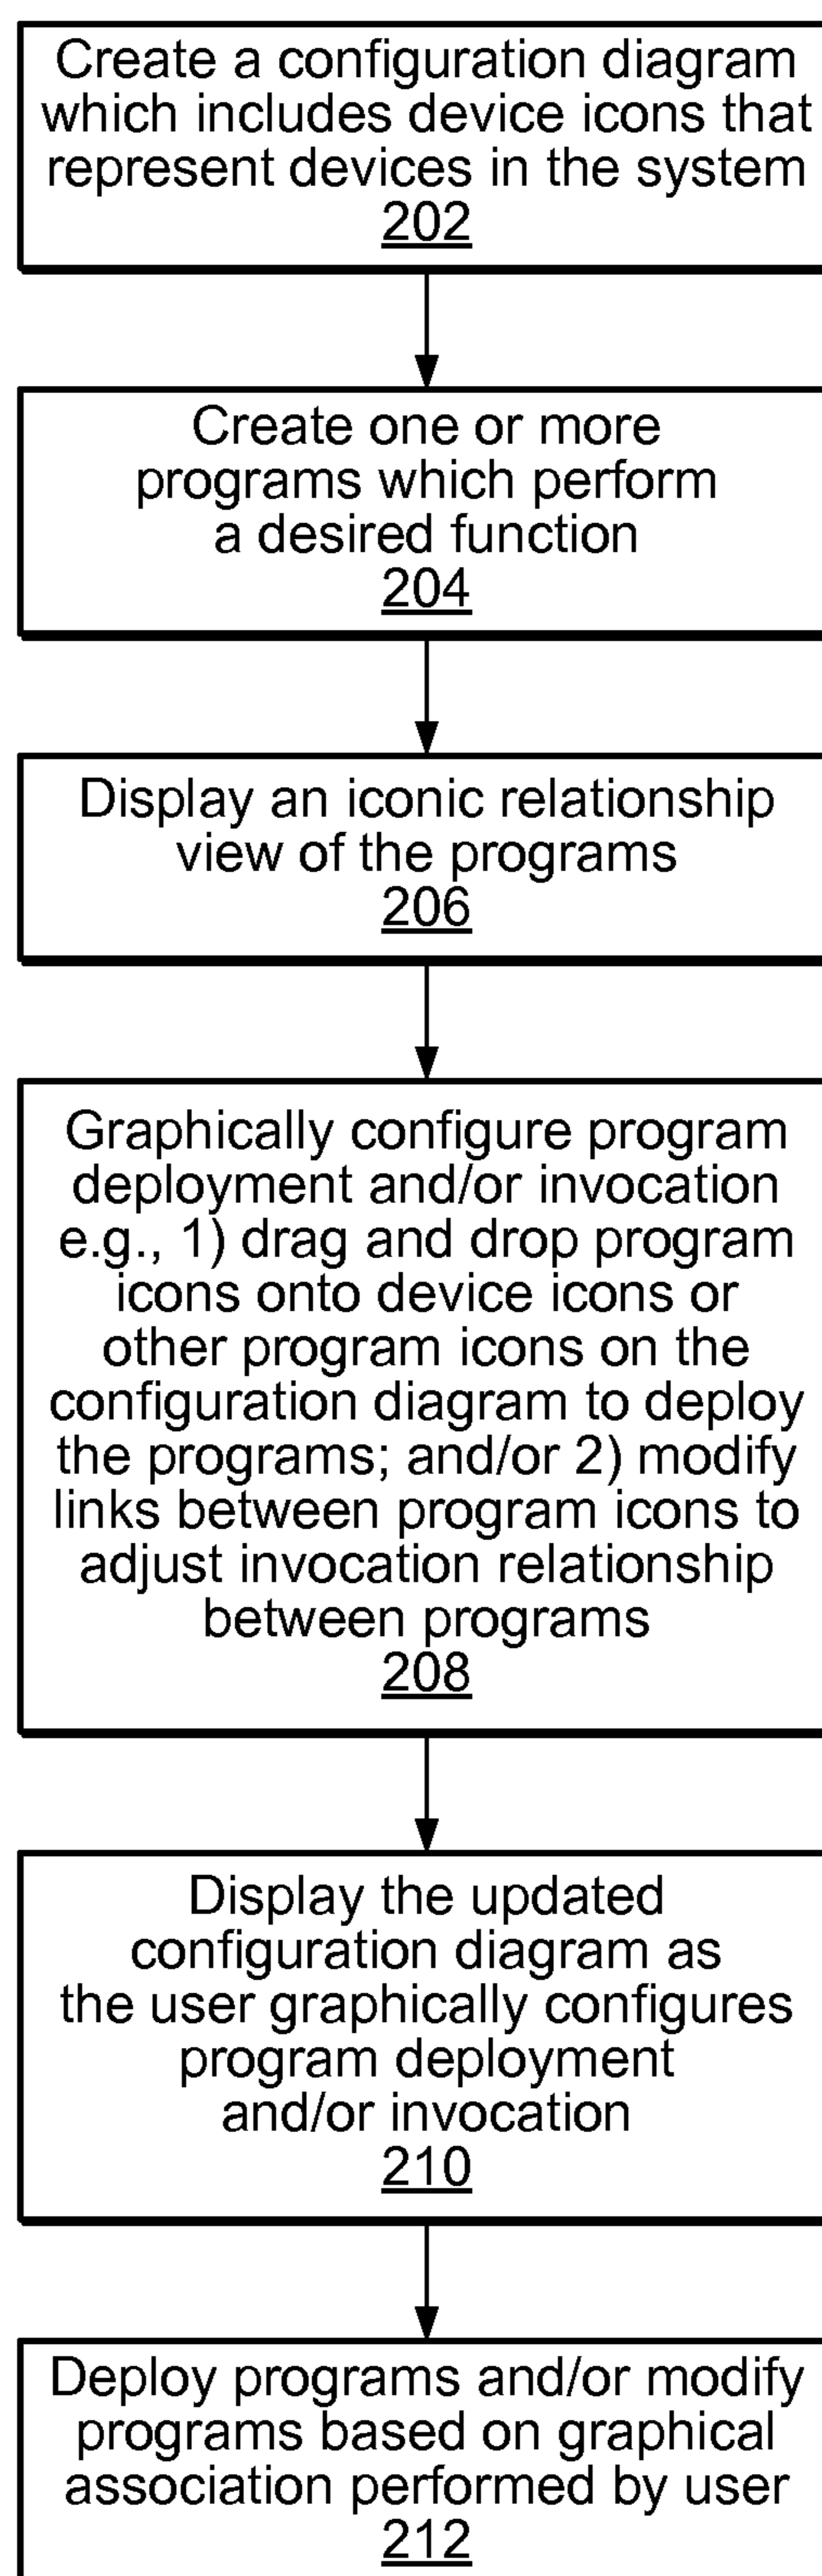 Create a configuration diagram
which includes device icons that
represent devices in the system
202
Create one or more
programs which perform
a desired function
204
Display an iconic relationship
view of the programs
206
Graphically configure program
deployment and/or invocation
e.g., 1) drag and drop program
icons onto device icons or
other program icons on the
configuration diagram to deploy
the programs; and/or 2) modify
links between program icons to
adjust invocation relationship
between programs
208
Display the updated
configuration diagram as
the user graphically configures
program deployment
and/or invocation
210
Deploy programs and/or modify
programs based on graphical
association performed by user
212